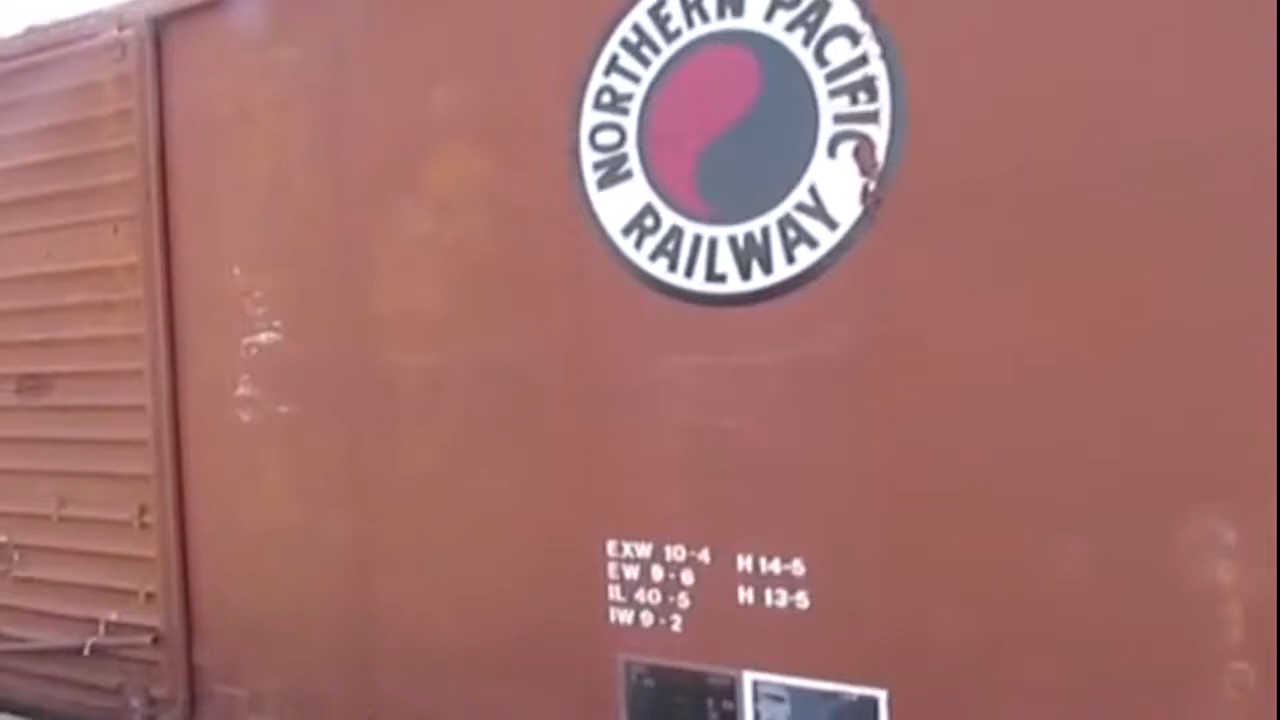 NORTHERN PACIFIC
RAILWAY
EXW 10-4 H 14-5
EW 9-6
IL 40-5 H 13-5
IW 9-2